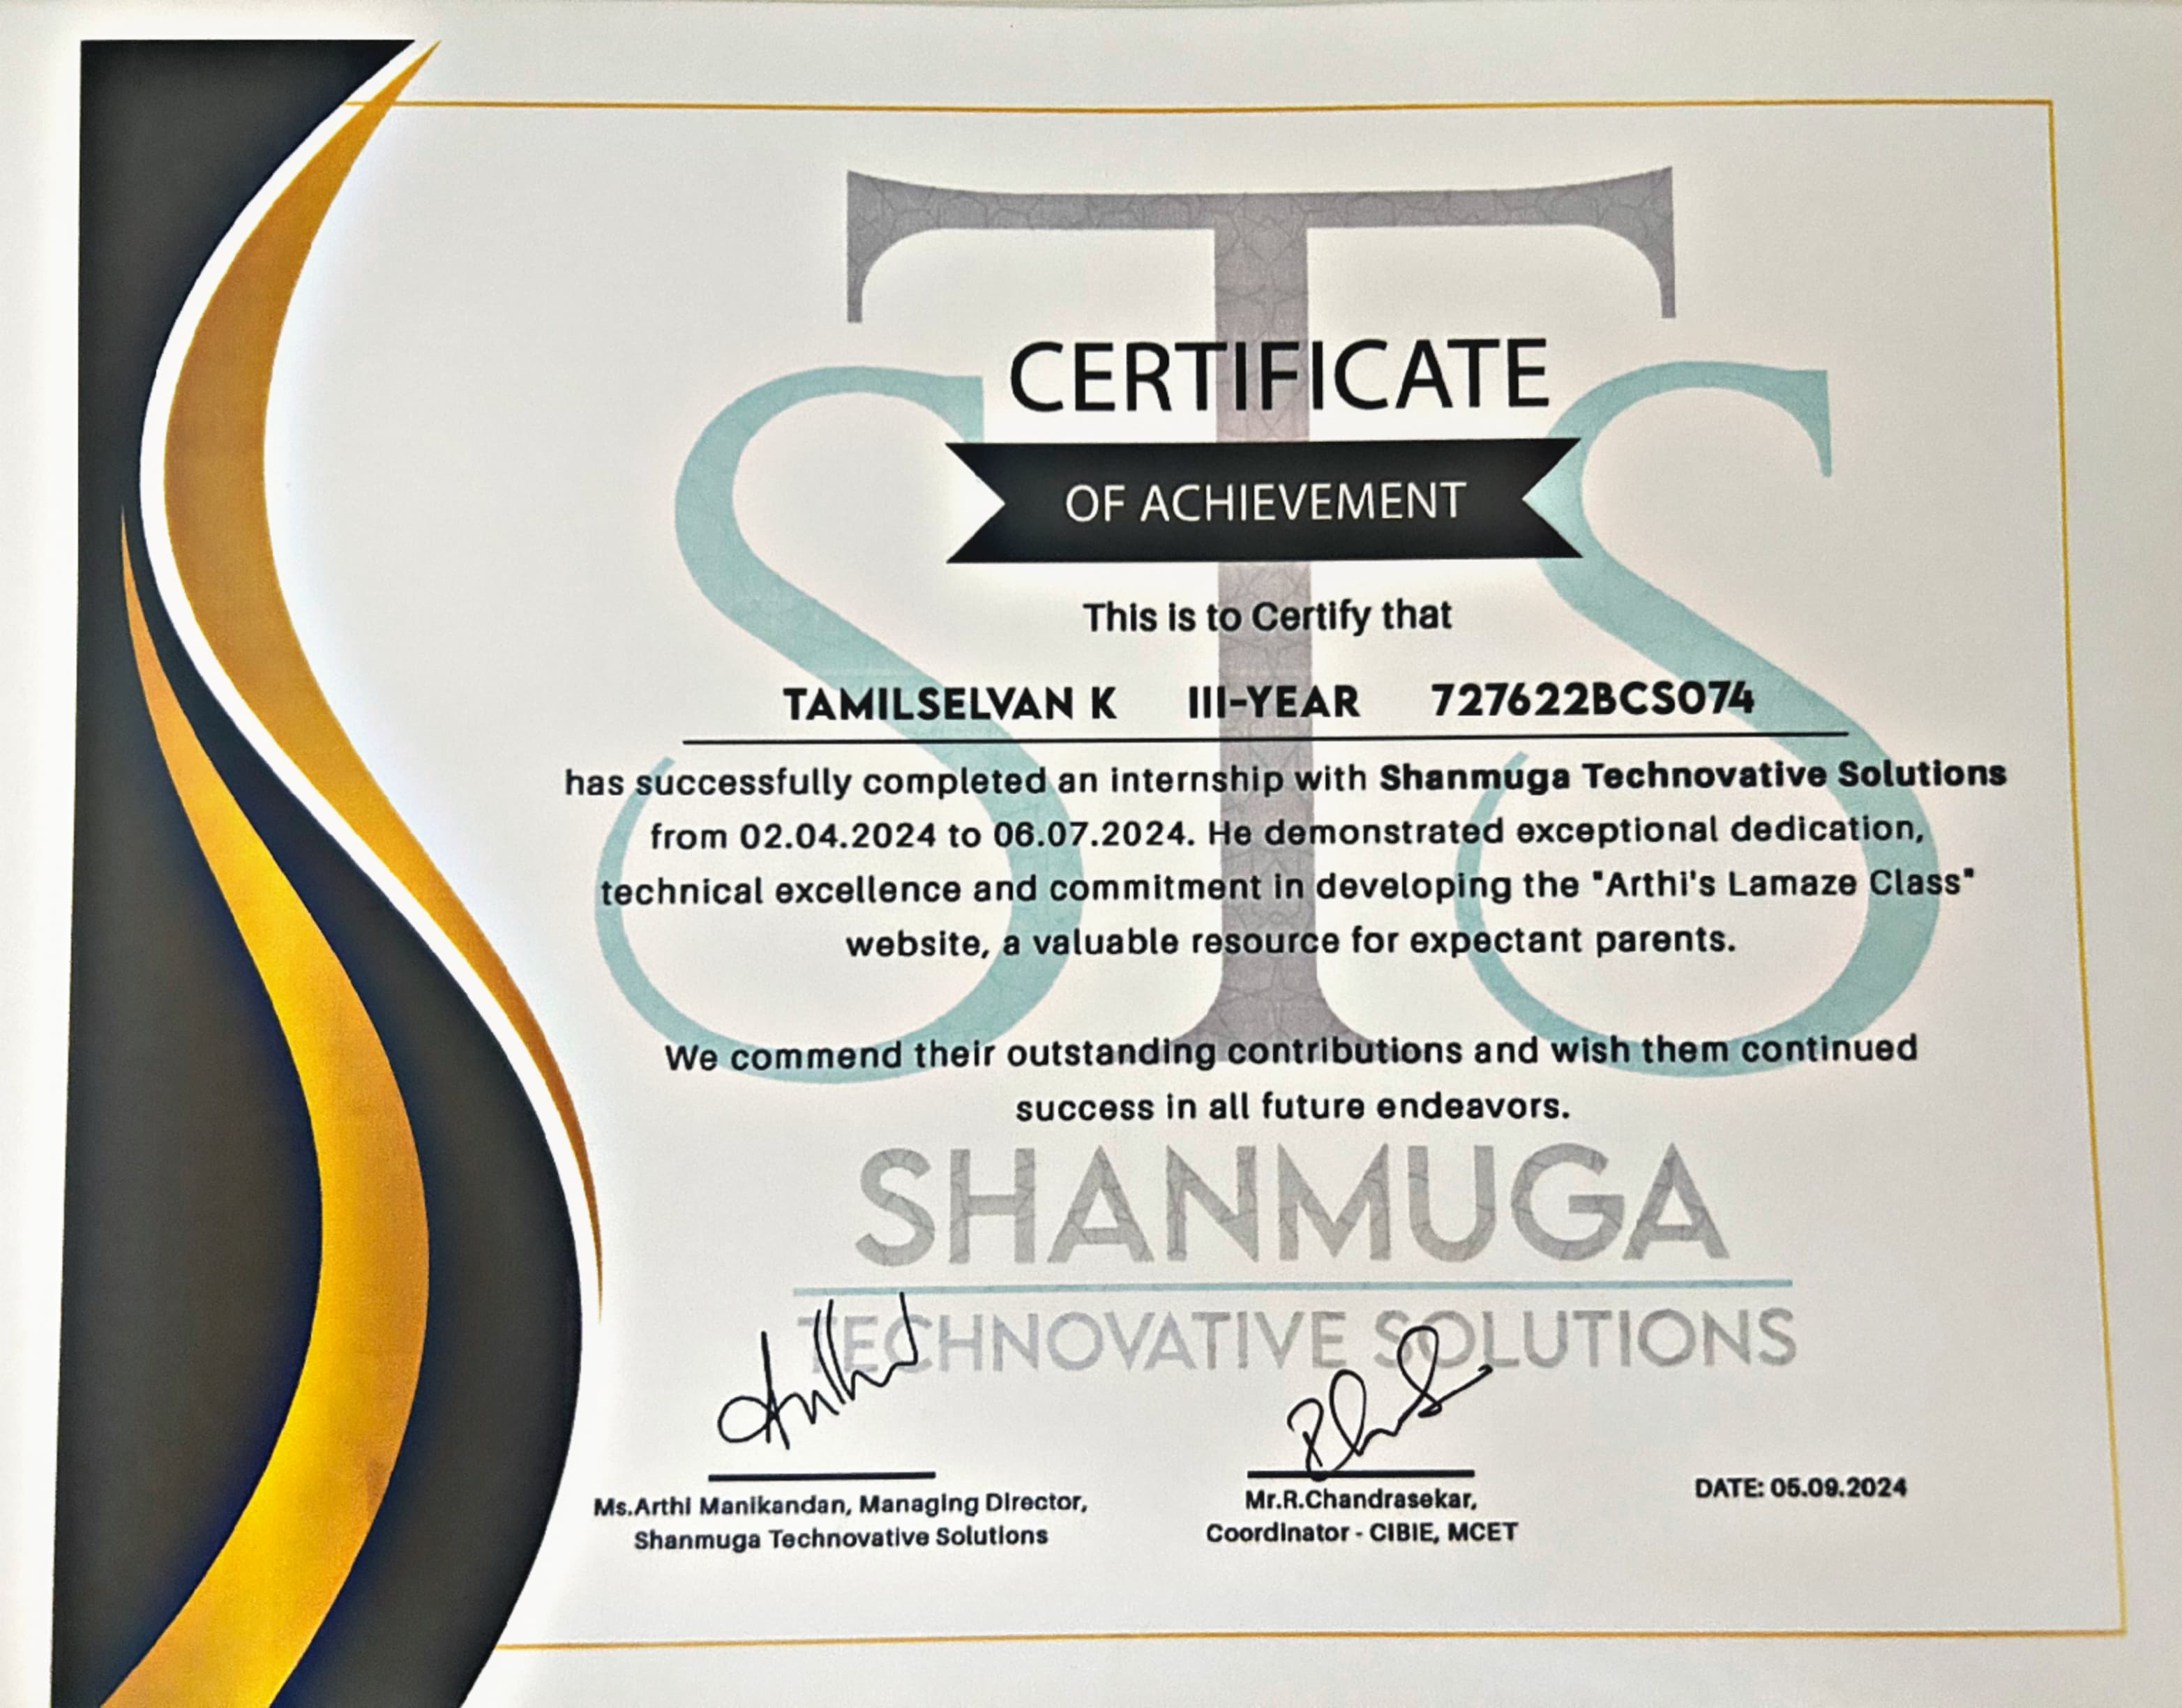 CERTIFICATE
OF ACHIEVEMENT
This is to Certify that
TAMILSELVAN K III-YEAR 727622BCS074
has successfully completed an internship with Shanmuga Technovative Solutions
from 02.04.2024 to 06.07.2024. He demonstrated exceptional dedication,
technical excellence and commitment in developing the "Arthi's Lamaze Class"
website, a valuable resource for expectant parents.
We commend their outstanding contributions and wish them continued
success in all future endeavors.
STS
SHANMUGA
TECHNOVATIVE SOLUTIONS
Ms.Arthi Manikandan, Managing Director,
Shanmuga Technovative Solutions
Mr.R.Chandrasekar,
Coordinator - CIBIE, MCET
DATE: 05.09.2024